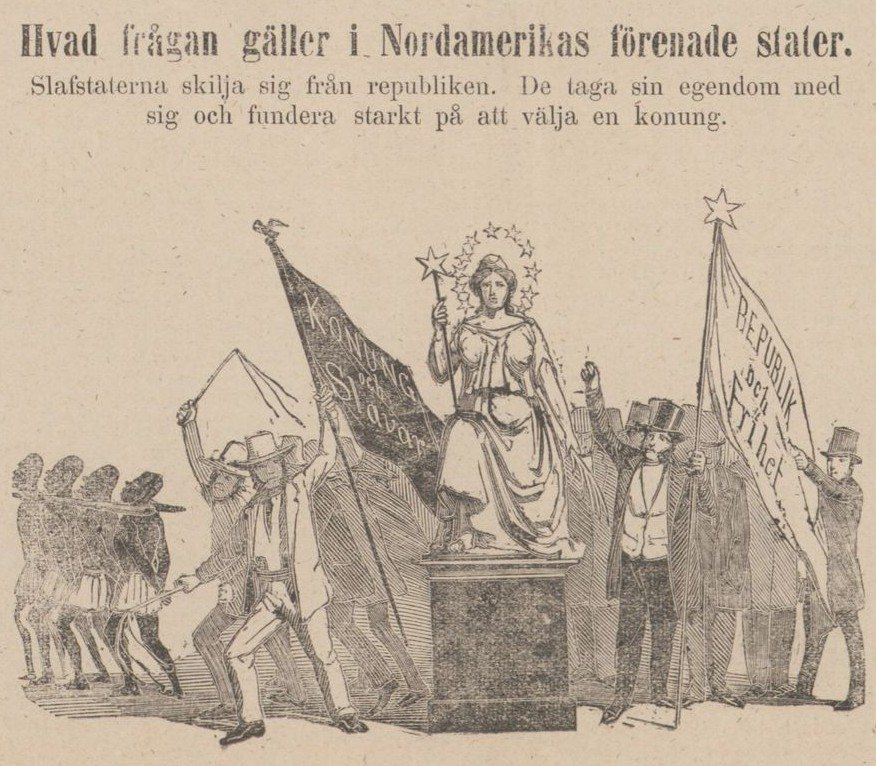 Hvad frågan gäller i Nordamerikas förenade stater.
Slafstaterna skilja sig från republiken. De taga sin egendom med
sig och fundera starkt på att välja en konung.
KONUNG
och
Slavar
REPUBLIK
och
Frihet